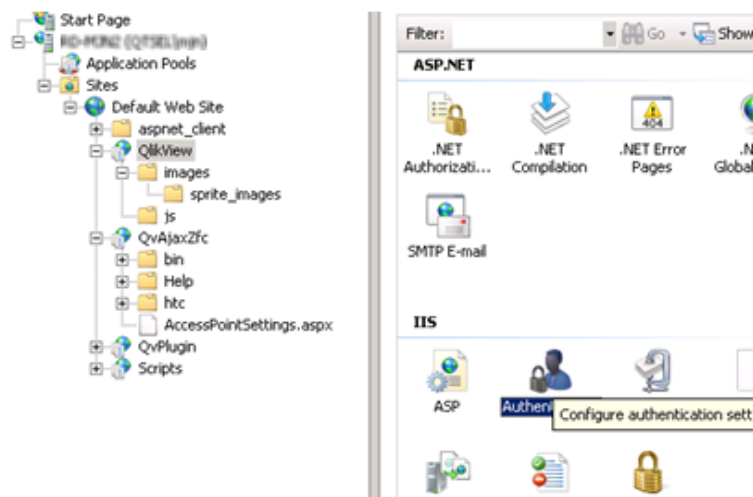 Start Page
Application Pools
Sites
Default Web Site
aspnet_client
QlikView
images
sprite_images
js
QvAjaxZfc
bin
Help
htc
AccessPointSettings.aspx
QvPlugin
Scripts
Filter: Go Show
ASP.NET
.NET Authorizati...
.NET Compilation
.NET Error Pages
.N Global
404
SMTP E-mail
IIS
ASP
Authen
Configure authentication sett